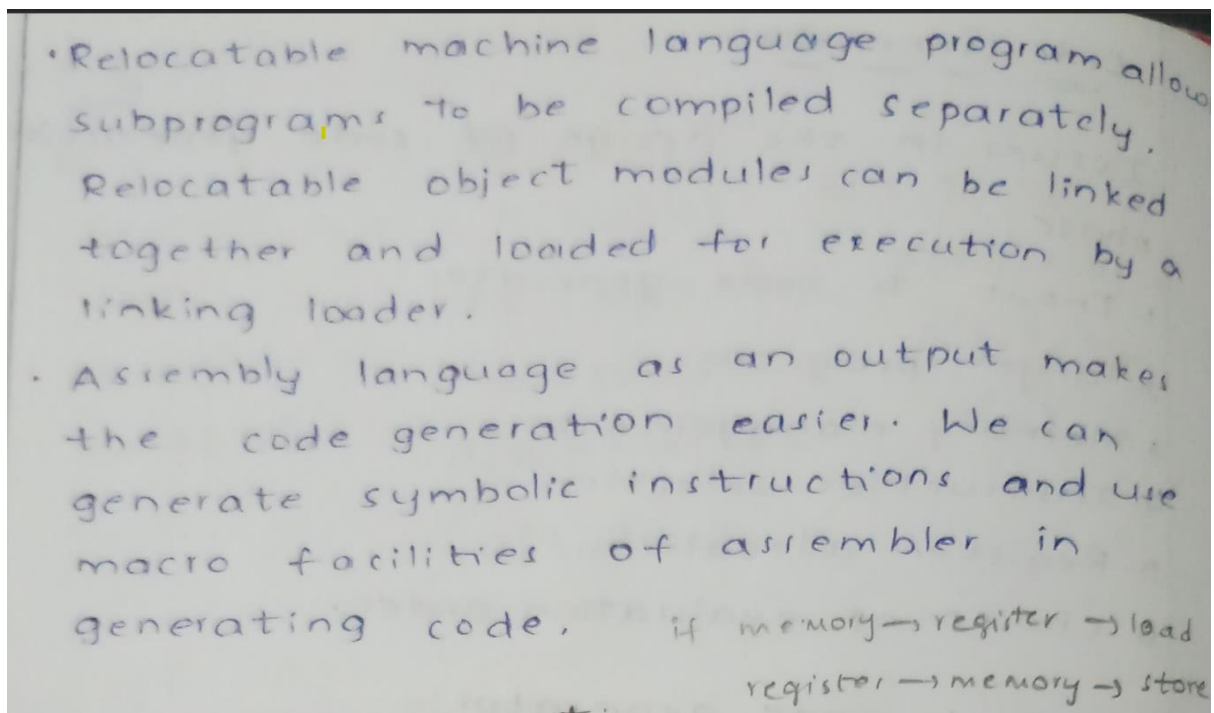 • Relocatable machine language program allows
subprograms to be compiled separately.
Relocatable object modules can be linked
together and loaded for execution by a
linking loader.
• Assembly language as an output makes
the code generation easier. We can
generate symbolic instructions and use
macro facilities of assembler in
generating code.
if memory → register → load
register → memory → store